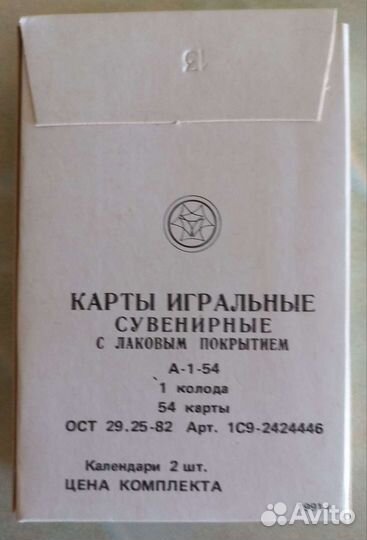 13
КАРТЫ ИГРАЛЬНЫЕ
СУВЕНИРНЫЕ
С ЛАКОВЫМ ПОКРЫТИЕМ
А-1-54
1 колода
54 карты
ОСТ 29.25-82 Арт. 1С9-2424446
Календари 2 шт.
ЦЕНА КОМПЛЕКТА
Avito